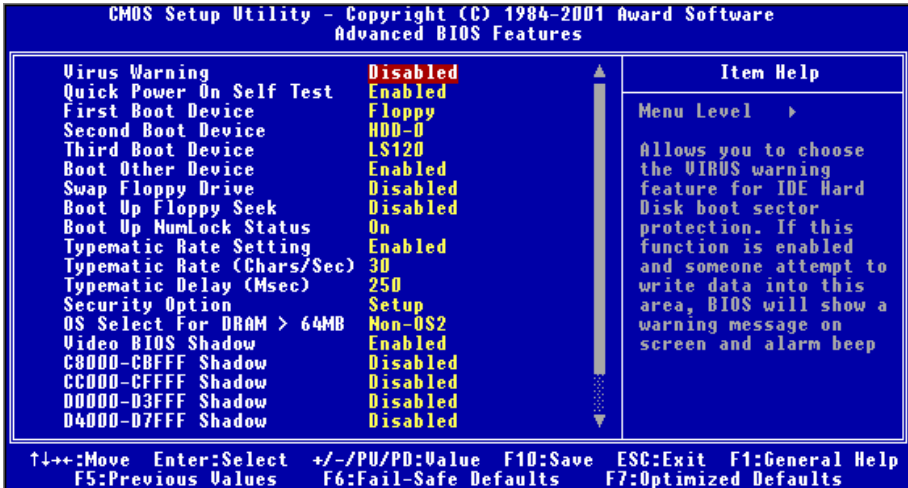 CMOS Setup Utility - Copyright (C) 1984-2001 Award Software
Advanced BIOS Features
Virus Warning Disabled
Quick Power On Self Test Enabled
First Boot Device Floppy
Second Boot Device HDD-0
Third Boot Device LS120
Boot Other Device Enabled
Swap Floppy Drive Disabled
Boot Up Floppy Seek Disabled
Boot Up NumLock Status On
Typematic Rate Setting Enabled
Typematic Rate (Chars/Sec) 30
Typematic Delay (Msec) 250
Security Option Setup
OS Select For DRAM > 64MB Non-OS2
Video BIOS Shadow Enabled
C8000-CBFFF Shadow Disabled
CC000-CFFFF Shadow Disabled
D0000-D3FFF Shadow Disabled
D4000-D7FFF Shadow Disabled
Item Help
Menu Level ▸
Allows you to choose
the VIRUS warning
feature for IDE Hard
Disk boot sector
protection. If this
function is enabled
and someone attempt to
write data into this
area, BIOS will show a
warning message on
screen and alarm beep
↑↓→←:Move Enter:Select +/-/PU/PD:Value F10:Save ESC:Exit F1:General Help
F5:Previous Values F6:Fail-Safe Defaults F7:Optimized Defaults